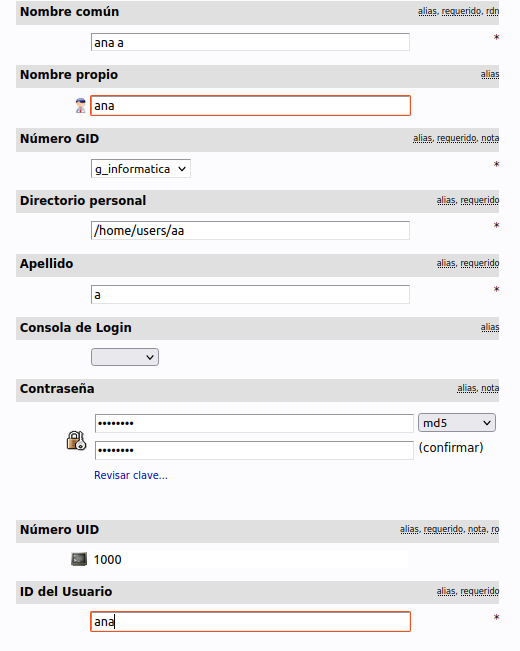 Nombre común alias, requerido, rdn
ana a *
Nombre propio alias
ana
Número GID alias, requerido, nota
g_informatica *
Directorio personal alias, requerido
/home/users/aa *
Apellido alias, requerido
a *
Consola de Login alias
Contraseña alias, nota
•••••••• md5
•••••••• (confirmar)
Revisar clave...
Número UID alias, requerido, nota, ro
1000
ID del Usuario alias, requerido
ana *